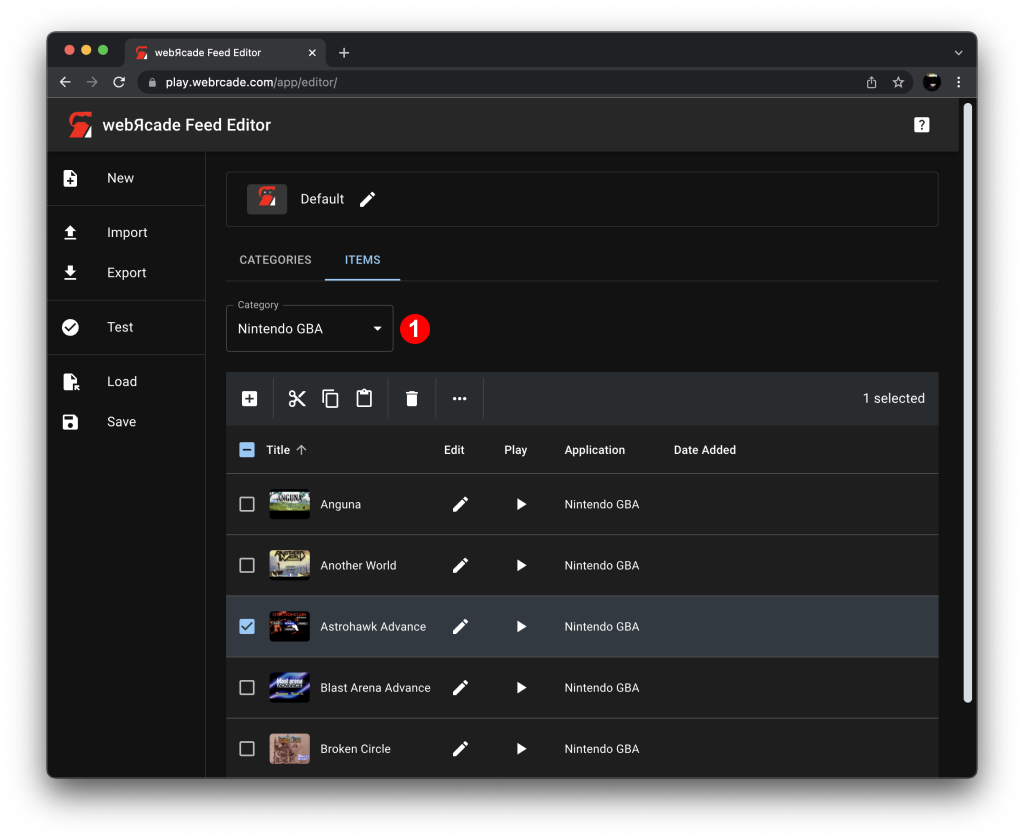 webЯcade Feed Editor
play.webrcade.com/app/editor/
webЯcade Feed Editor
?
New
Import
Export
Test
Load
Save
Default
CATEGORIES ITEMS
Category
Nintendo GBA
1
1 selected
Title Edit Play Application Date Added
ANGUNA
Anguna Nintendo GBA
Another World Nintendo GBA
Astrohawk Advance Nintendo GBA
Blast Arena Advance Nintendo GBA
Broken Circle Nintendo GBA